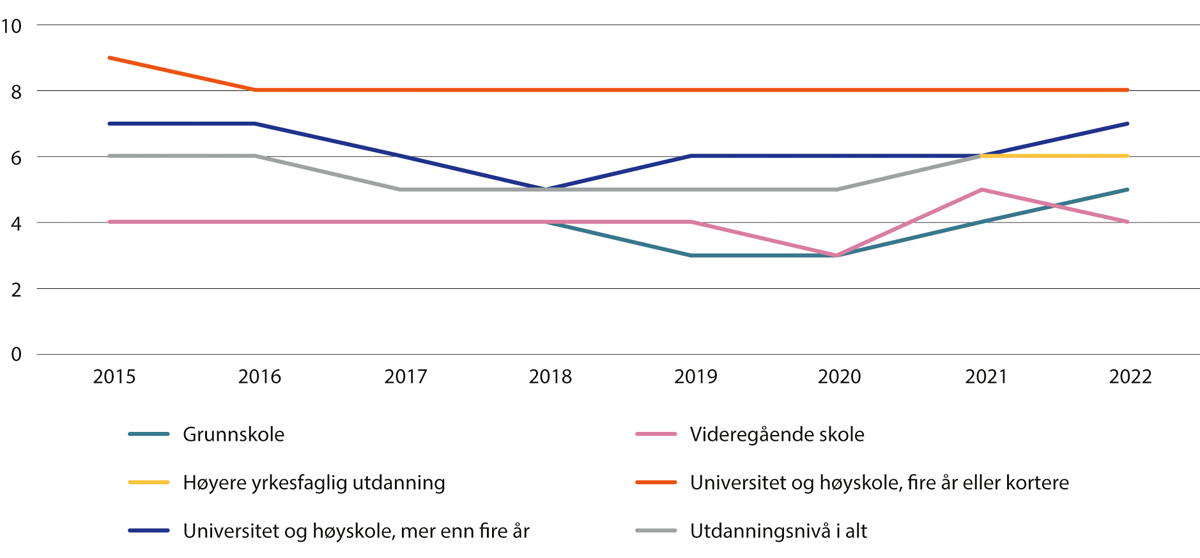 10
8
6
4
2
0
2015 2016 2017 2018 2019 2020 2021 2022
Grunnskole Videregående skole
Høyere yrkesfaglig utdanning Universitet og høyskole, fire år eller kortere
Universitet og høyskole, mer enn fire år Utdanningsnivå i alt